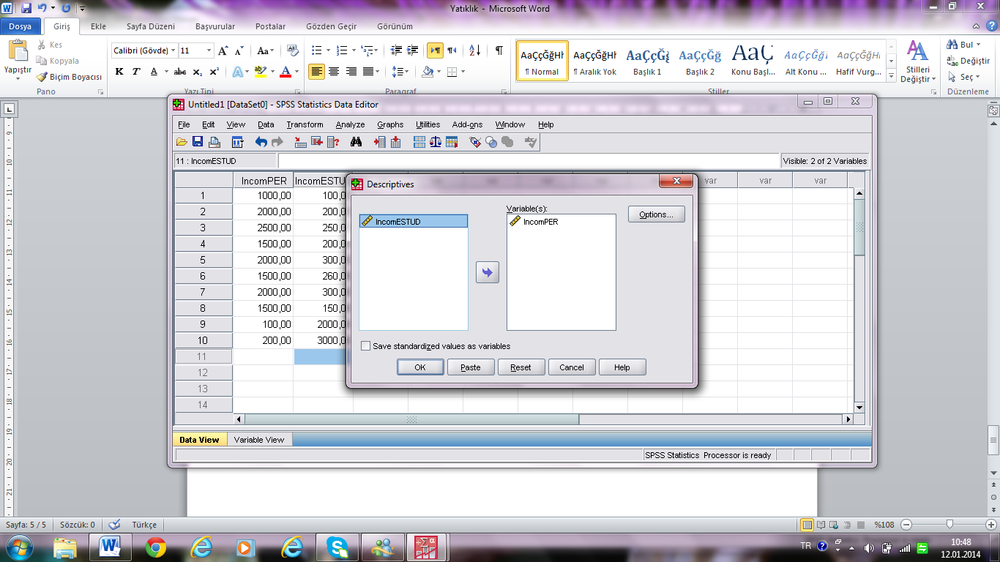 Yatıklık - Microsoft Word
Dosya Giriş Ekle Sayfa Düzeni Başvurular Postalar Gözden Geçir Görünüm
Yapıştır
Kes
Kopyala
Biçim Boyacısı
Pano
Calibri (Gövde) 11
Yazı Tipi
Paragraf
AaÇçĞğHł AaÇçĞğHł AaÇçĞğ AaÇçĞğ AaÇ AaÇçĞğH AaÇçĞğH
¶ Normal ¶ Aralık Yok Başlık 1 Başlık 2 Konu Başl... Alt Konu ... Hafif Vurg...
Stiller
Stilleri
Değiştir
Bul
Değiştir
Seç
Düzenleme
Untitled1 [DataSet0] - SPSS Statistics Data Editor
File Edit View Data Transform Analyze Graphs Utilities Add-ons Window Help
11 : IncomESTUD
Visible: 2 of 2 Variables
IncomPER IncomESTU var var var
1 1000,00 100,0
2 2000,00 200,0
3 2500,00 250,0
4 1500,00 200,0
5 2000,00 300,0
6 1500,00 260,0
7 2000,00 300,0
8 1500,00 150,0
9 100,00 2000,0
10 200,00 3000,0
11
12
13
14
Descriptives
Variable(s):
IncomESTUD
IncomPER
Options...
Save standardized values as variables
OK Paste Reset Cancel Help
Data View Variable View
SPSS Statistics Processor is ready
Sayfa: 5 / 5 Sözcük: 0 Türkçe
%108
TR
10:48
12.01.2014